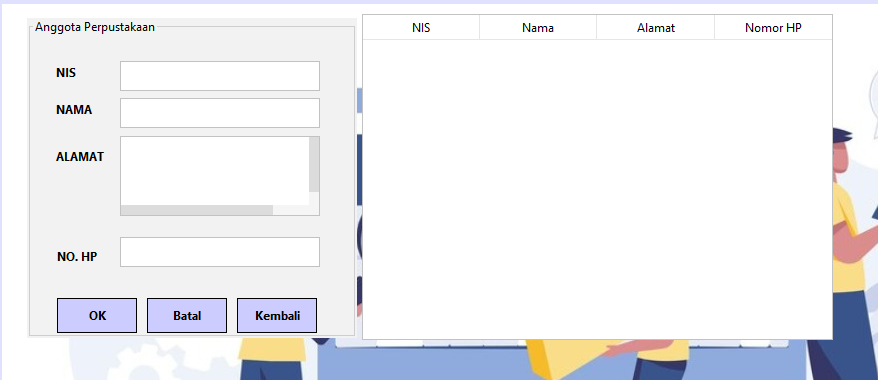 Anggota Perpustakaan
NIS
NAMA
ALAMAT
NO. HP
OK Batal Kembali
NIS Nama Alamat Nomor HP